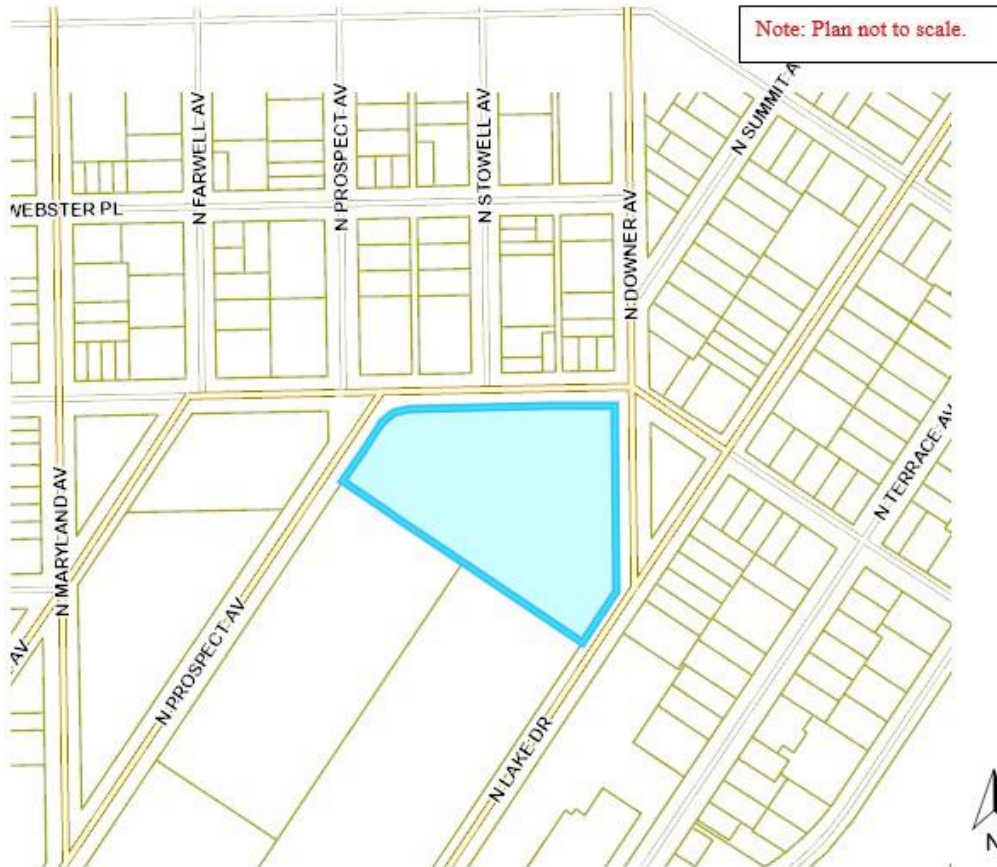 Note: Plan not to scale.
N FARWELL AV
N PROSPECT AV
N STOWELL AV
N DOWNER AV
N SUMMIT A
WEBSTER PL
N MARYLAND AV
N TERRACE AV
AV
N PROSPECT AV
N LAKE DR
N